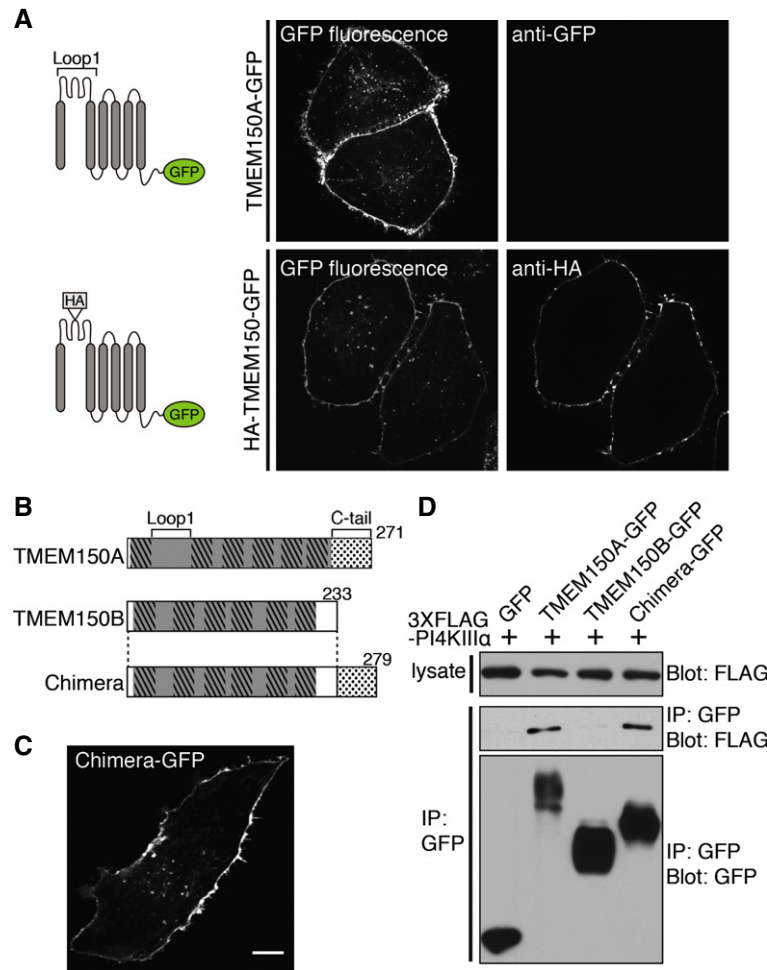 A
Loop1
GFP
TMEM150A-GFP
GFP fluorescence
anti-GFP
HA
GFP
HA-TMEM150-GFP
GFP fluorescence
anti-HA
B
Loop1
C-tail
TMEM150A
271
TMEM150B
233
Chimera
279
C
Chimera-GFP
D
GFP
TMEM150A-GFP
TMEM150B-GFP
Chimera-GFP
3XFLAG
-PI4KIIIα
+ + + +
lysate
Blot: FLAG
IP: GFP
Blot: FLAG
IP:
GFP
IP: GFP
Blot: GFP